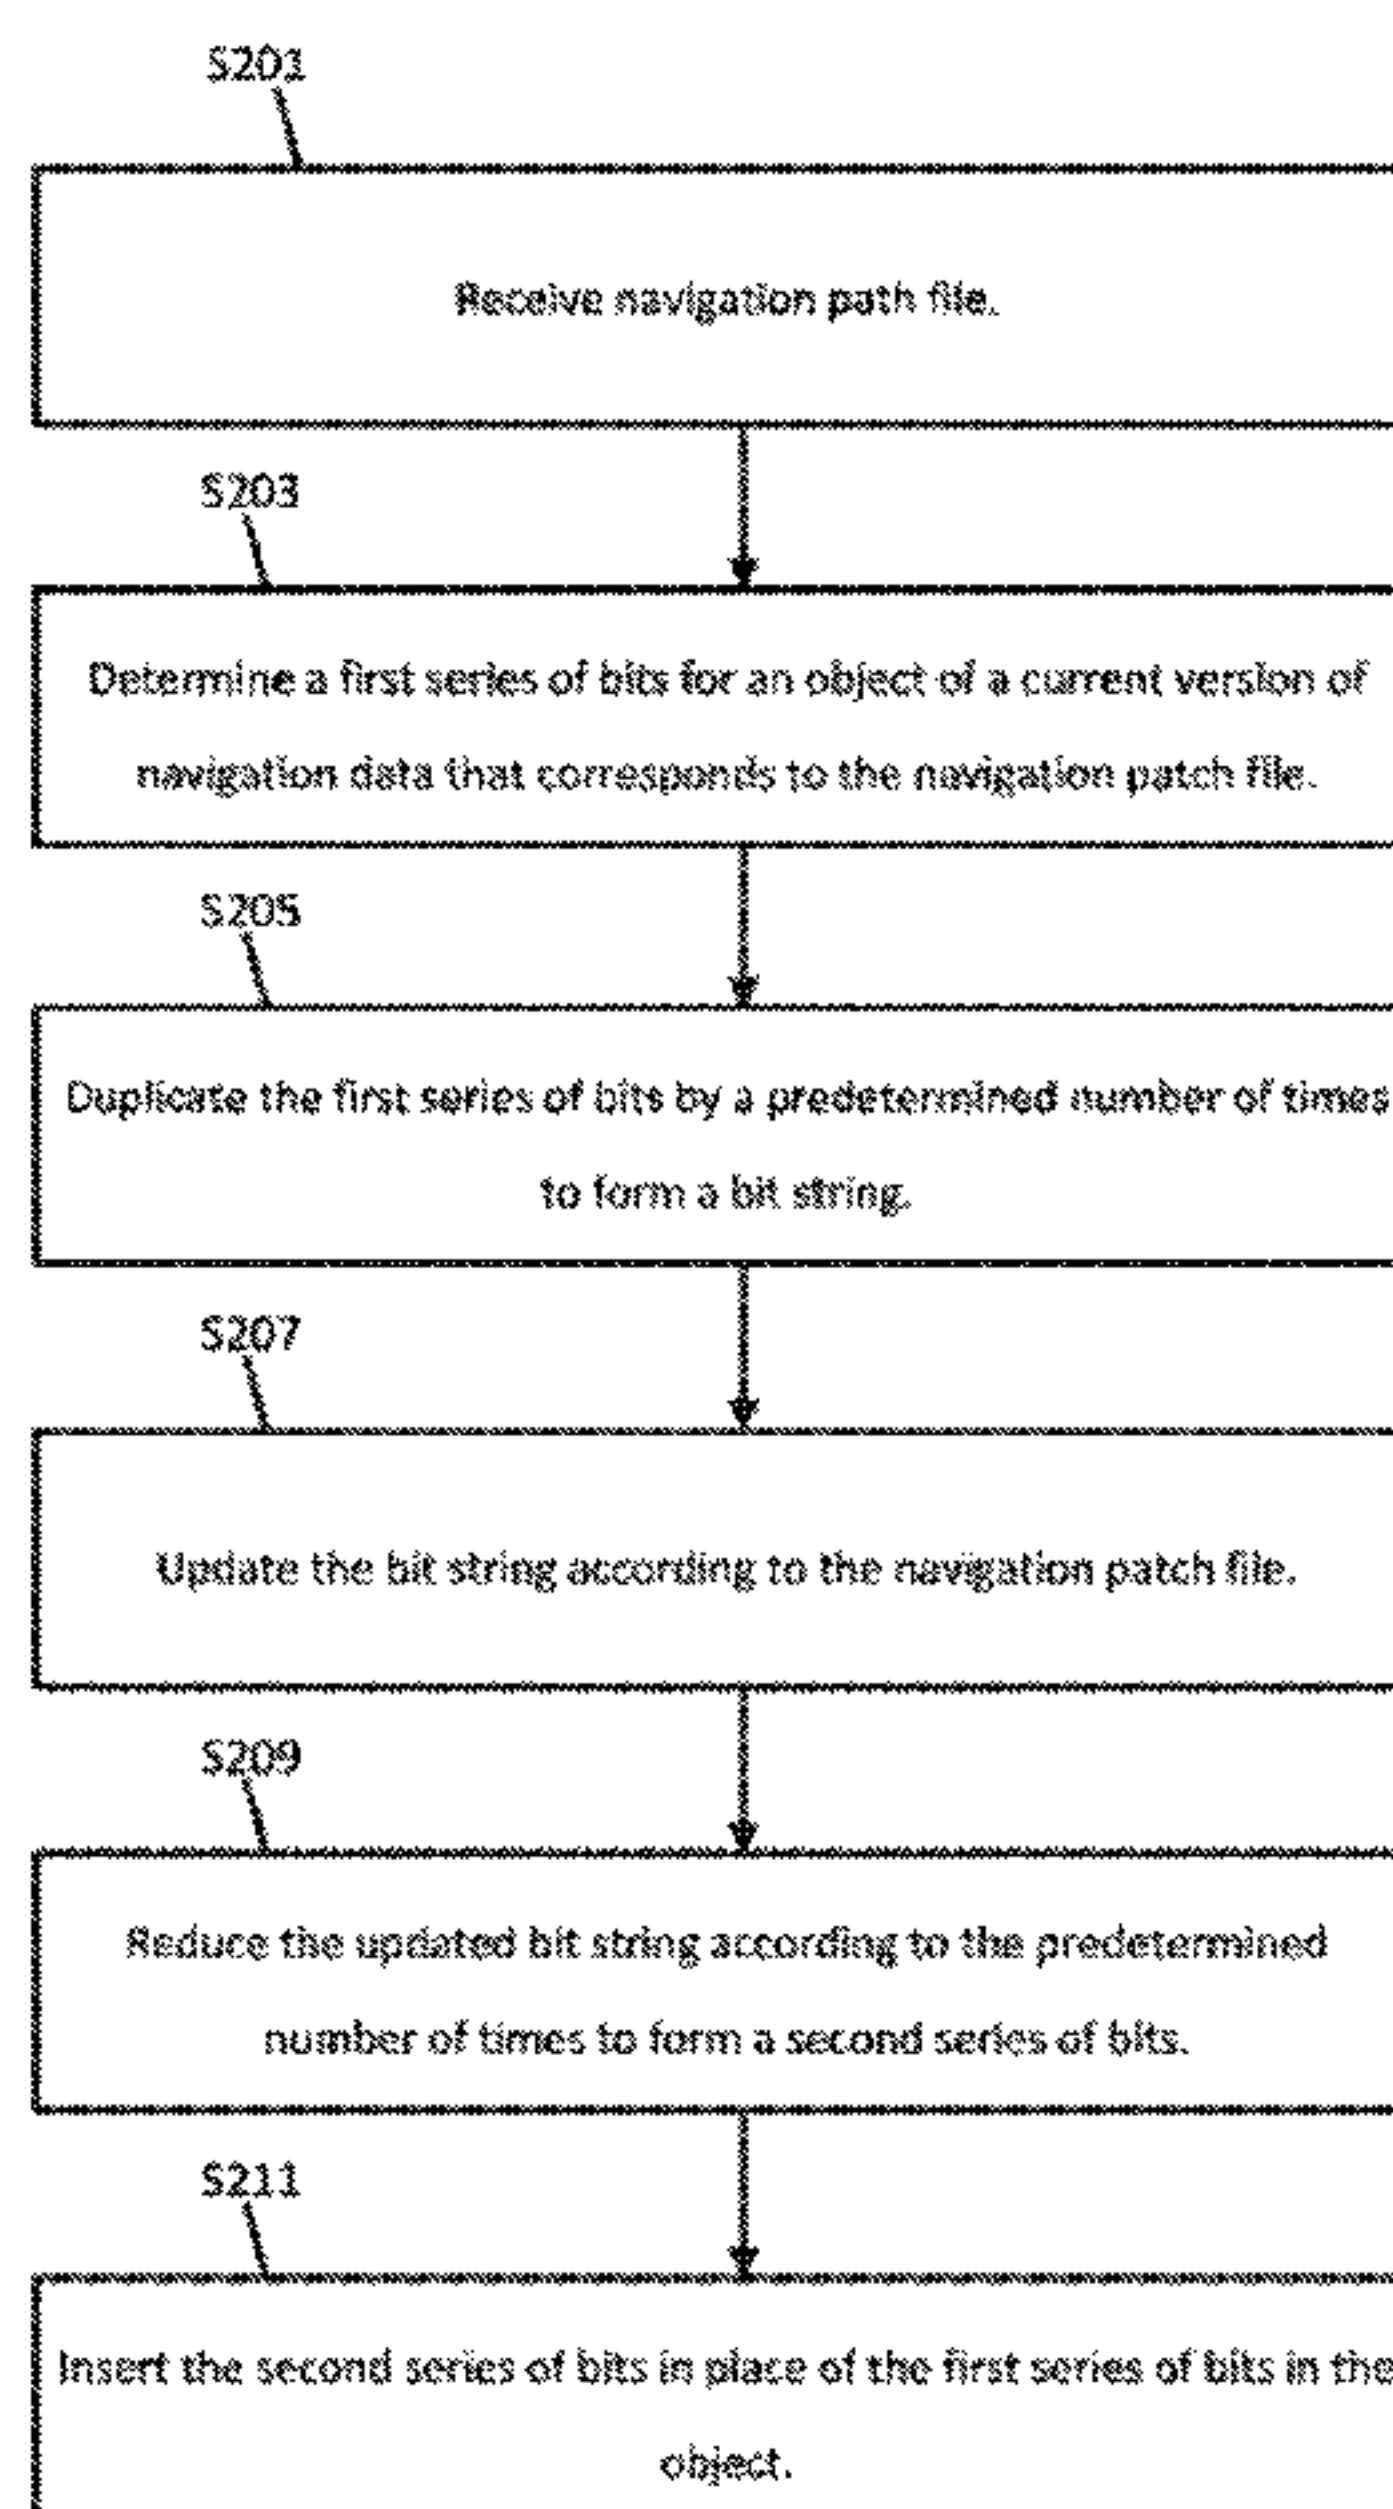 S201
Receive navigation path file.
S203
Determine a first series of bits for an object of a current version of
navigation data that corresponds to the navigation patch file.
S205
Duplicate the first series of bits by a predetermined number of times
to form a bit string.
S207
Update the bit string according to the navigation patch file.
S209
Reduce the updated bit string according to the predetermined
number of times to form a second series of bits.
S211
Insert the second series of bits in place of the first series of bits in the
object.